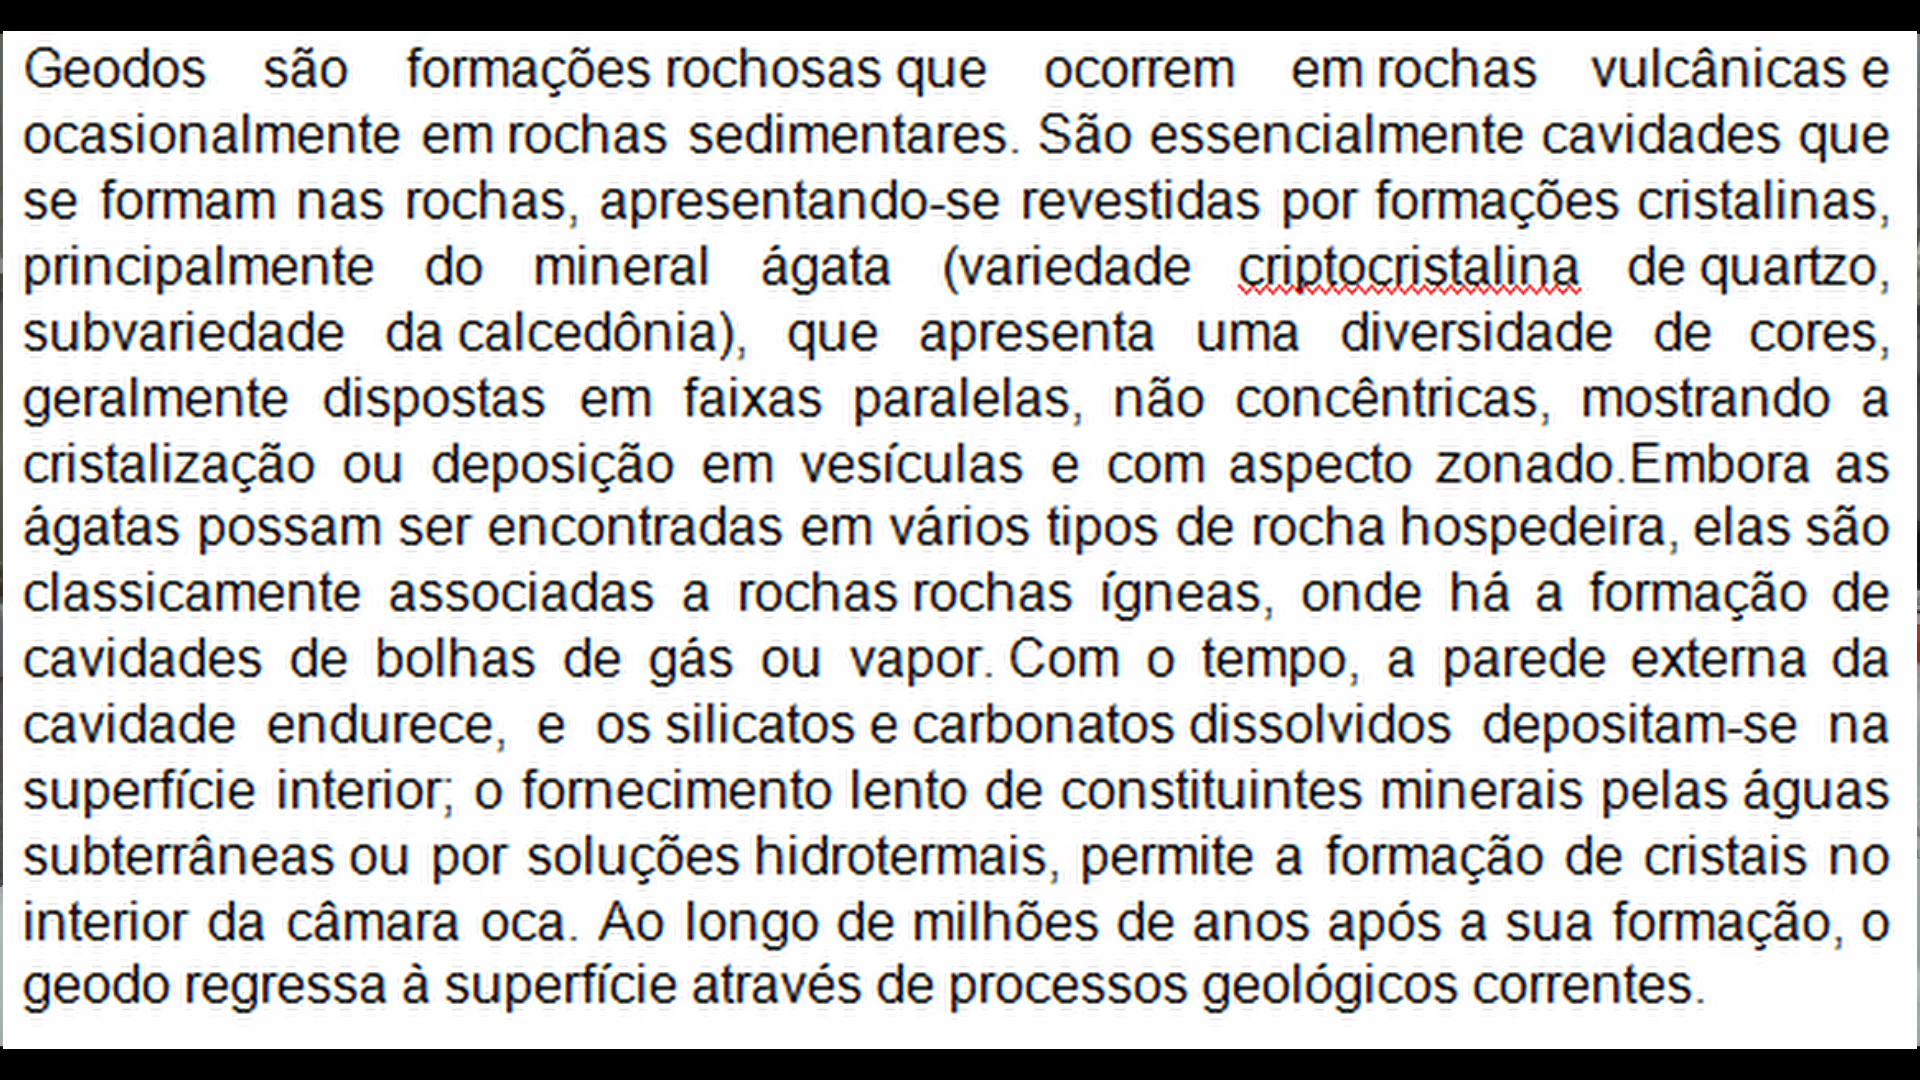 Geodos são formações rochosas que ocorrem em rochas vulcânicas e
ocasionalmente em rochas sedimentares. São essencialmente cavidades que
se formam nas rochas, apresentando-se revestidas por formações cristalinas,
principalmente do mineral ágata (variedade criptocristalina de quartzo,
subvariedade da calcedônia), que apresenta uma diversidade de cores,
geralmente dispostas em faixas paralelas, não concêntricas, mostrando a
cristalização ou deposição em vesículas e com aspecto zonado.Embora as
ágatas possam ser encontradas em vários tipos de rocha hospedeira, elas são
classicamente associadas a rochas rochas ígneas, onde há a formação de
cavidades de bolhas de gás ou vapor. Com o tempo, a parede externa da
cavidade endurece, e os silicatos e carbonatos dissolvidos depositam-se na
superfície interior; o fornecimento lento de constituintes minerais pelas águas
subterrâneas ou por soluções hidrotermais, permite a formação de cristais no
interior da câmara oca. Ao longo de milhões de anos após a sua formação, o
geodo regressa à superfície através de processos geológicos correntes.